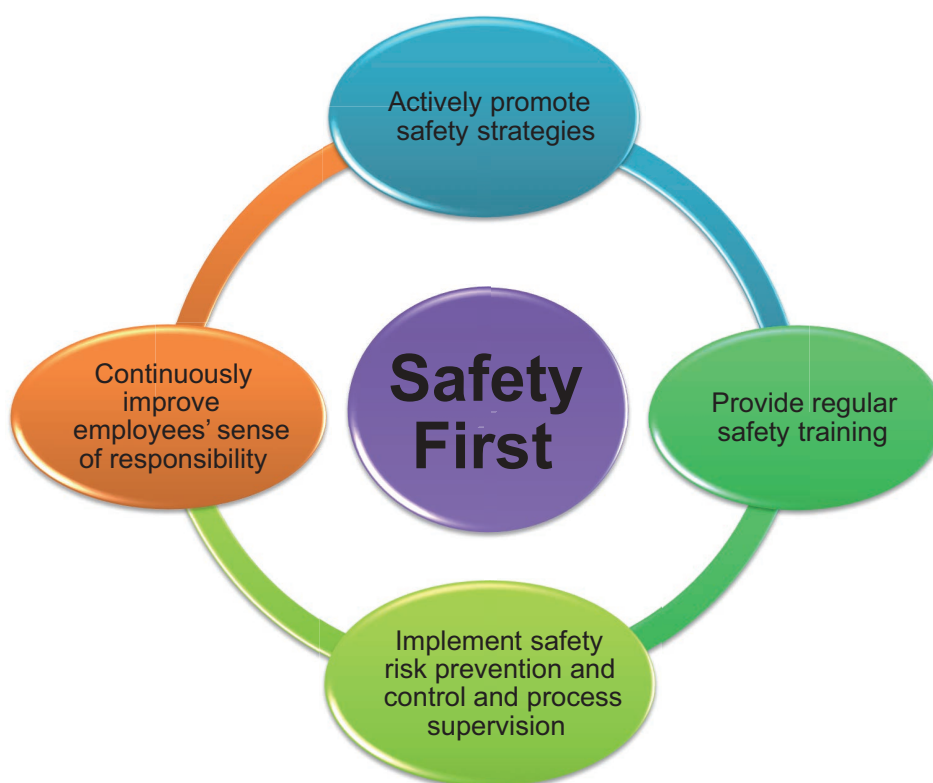 Actively promote
safety strategies
Provide regular
safety training
Implement safety
risk prevention and
control and process
supervision
Continuously
improve
employees’ sense
of responsibility
Safety
First